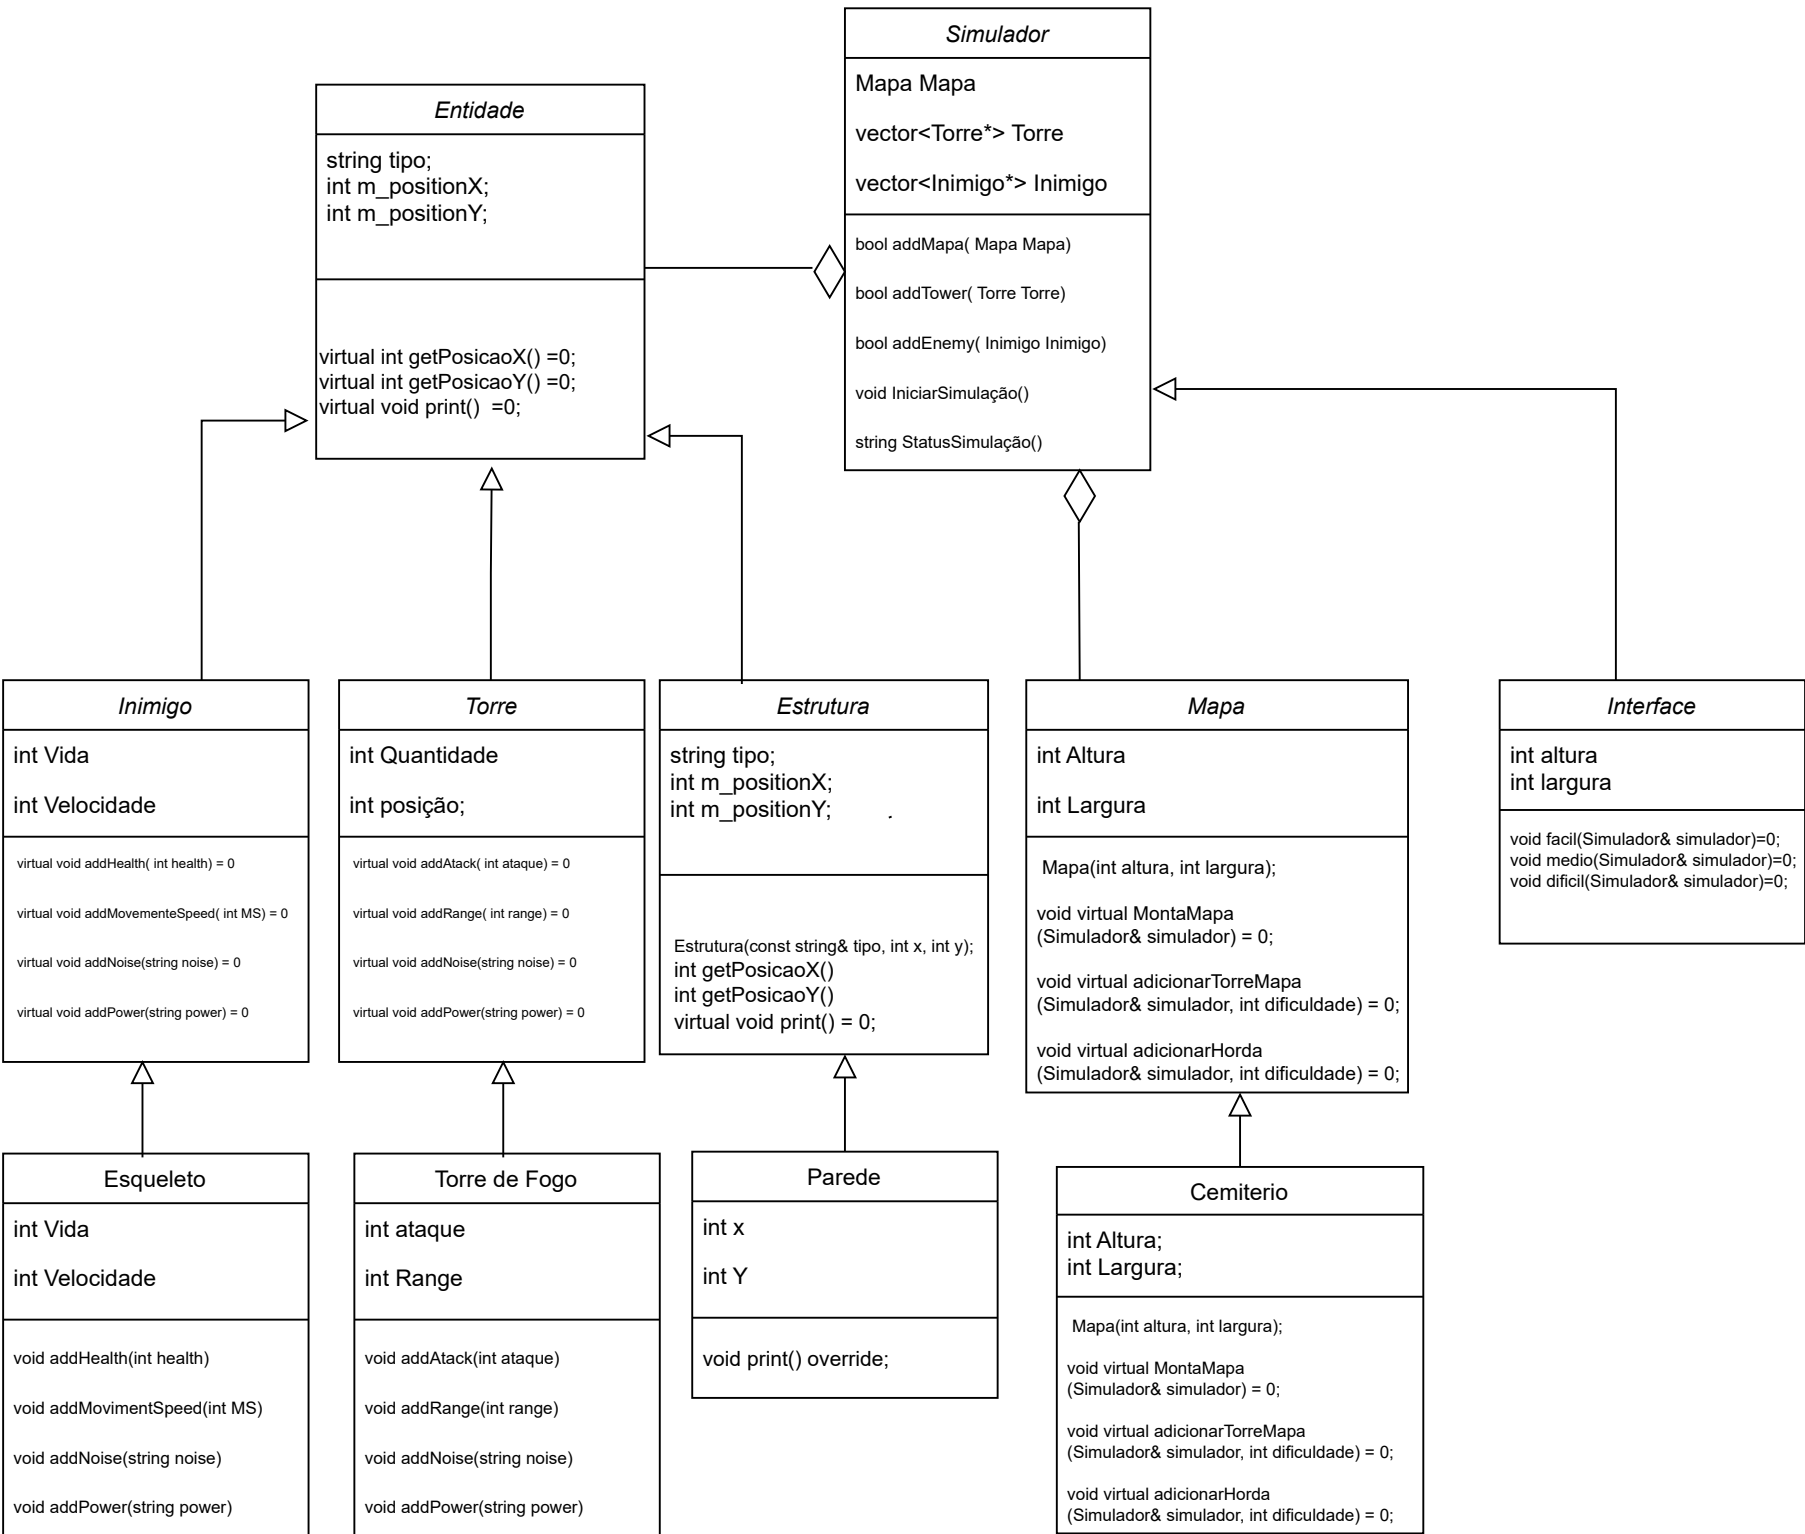 Simulador
Mapa Mapa
vector<Torre*> Torre
vector<Inimigo*> Inimigo
bool addMapa( Mapa Mapa)
bool addTower( Torre Torre)
bool addEnemy( Inimigo Inimigo)
void IniciarSimulação()
string StatusSimulação()
Entidade
string tipo;
int m_positionX;
int m_positionY;
virtual int getPosicaoX() =0;
virtual int getPosicaoY() =0;
virtual void print()  =0;
Inimigo
int Vida
int Velocidade
virtual void addHealth( int health) = 0
virtual void addMovementeSpeed( int MS) = 0
virtual void addNoise(string noise) = 0
virtual void addPower(string power) = 0
Torre
int Quantidade
int posição;
virtual void addAtack( int ataque) = 0
virtual void addRange( int range) = 0
virtual void addNoise(string noise) = 0
virtual void addPower(string power) = 0
Estrutura
string tipo;
int m_positionX;
int m_positionY;
.
Estrutura(const string& tipo, int x, int y);
int getPosicaoX()
int getPosicaoY()
virtual void print() = 0;
Mapa
int Altura
int Largura
Mapa(int altura, int largura);
void virtual MontaMapa
(Simulador& simulador) = 0;
void virtual adicionarTorreMapa
(Simulador& simulador, int dificuldade) = 0;
void virtual adicionarHorda
(Simulador& simulador, int dificuldade) = 0;
Interface
int altura
int largura
void facil(Simulador& simulador)=0;
void medio(Simulador& simulador)=0;
void dificil(Simulador& simulador)=0;
Esqueleto
int Vida
int Velocidade
void addHealth(int health)
void addMovimentSpeed(int MS)
void addNoise(string noise)
void addPower(string power)
Torre de Fogo
int ataque
int Range
void addAtack(int ataque)
void addRange(int range)
void addNoise(string noise)
void addPower(string power)
Parede
int x
int Y
void print() override;
Cemiterio
int Altura;
int Largura;
Mapa(int altura, int largura);
void virtual MontaMapa
(Simulador& simulador) = 0;
void virtual adicionarTorreMapa
(Simulador& simulador, int dificuldade) = 0;
void virtual adicionarHorda
(Simulador& simulador, int dificuldade) = 0;